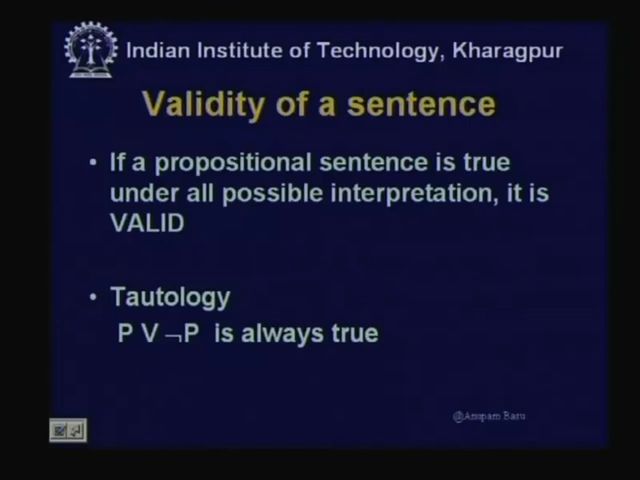 Indian Institute of Technology, Kharagpur
Validity of a sentence
• If a propositional sentence is true
under all possible interpretation, it is
VALID
• Tautology
P V ¬P is always true
@Anupam Basu